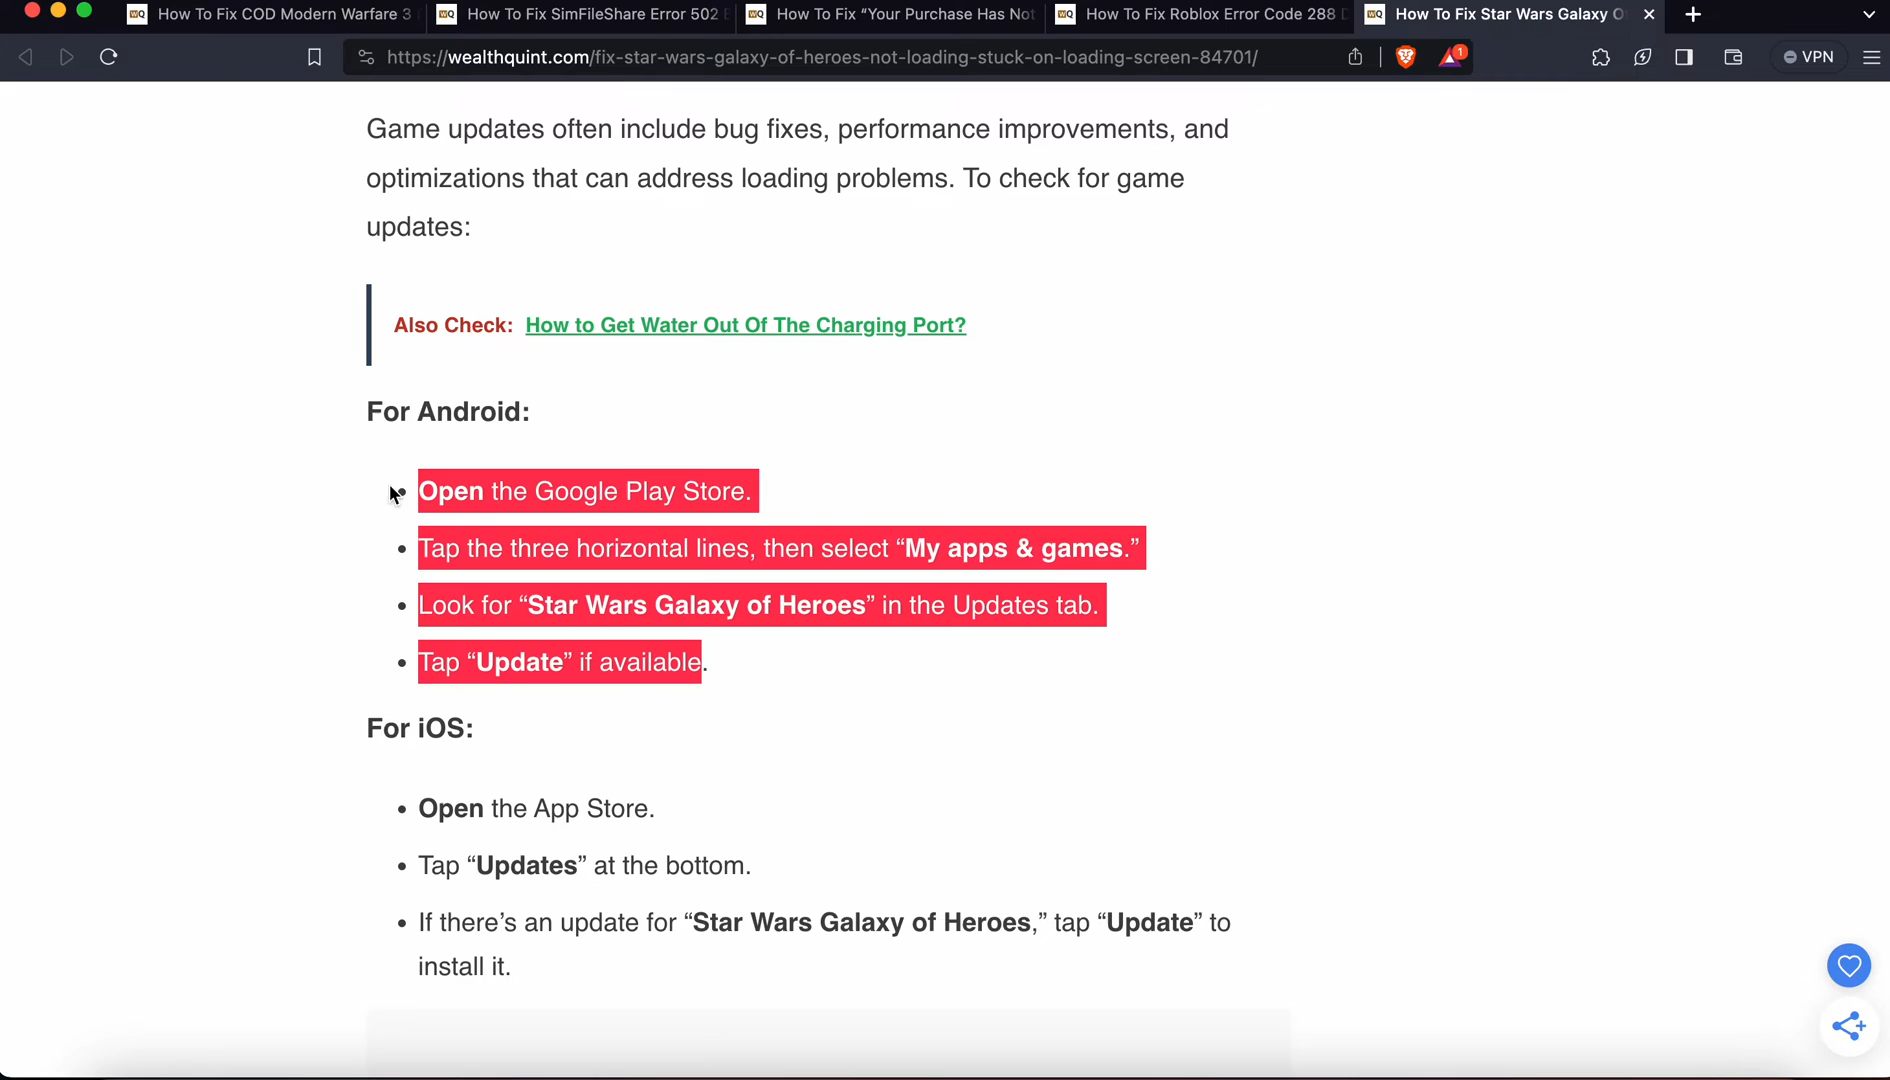 WQ How To Fix COD Modern Warfare 3
WQ How To Fix SimFileShare Error 502
WQ How To Fix “Your Purchase Has Not
WQ How To Fix Roblox Error Code 288
WQ How To Fix Star Wars Galaxy O
https://wealthquint.com/fix-star-wars-galaxy-of-heroes-not-loading-stuck-on-loading-screen-84701/
1
VPN
Game updates often include bug fixes, performance improvements, and
optimizations that can address loading problems. To check for game
updates:
Also Check: How to Get Water Out Of The Charging Port?
For Android:
• Open the Google Play Store.
• Tap the three horizontal lines, then select “My apps & games.”
• Look for “Star Wars Galaxy of Heroes” in the Updates tab.
• Tap “Update” if available.
For iOS:
• Open the App Store.
• Tap “Updates” at the bottom.
• If there’s an update for “Star Wars Galaxy of Heroes,” tap “Update” to
install it.